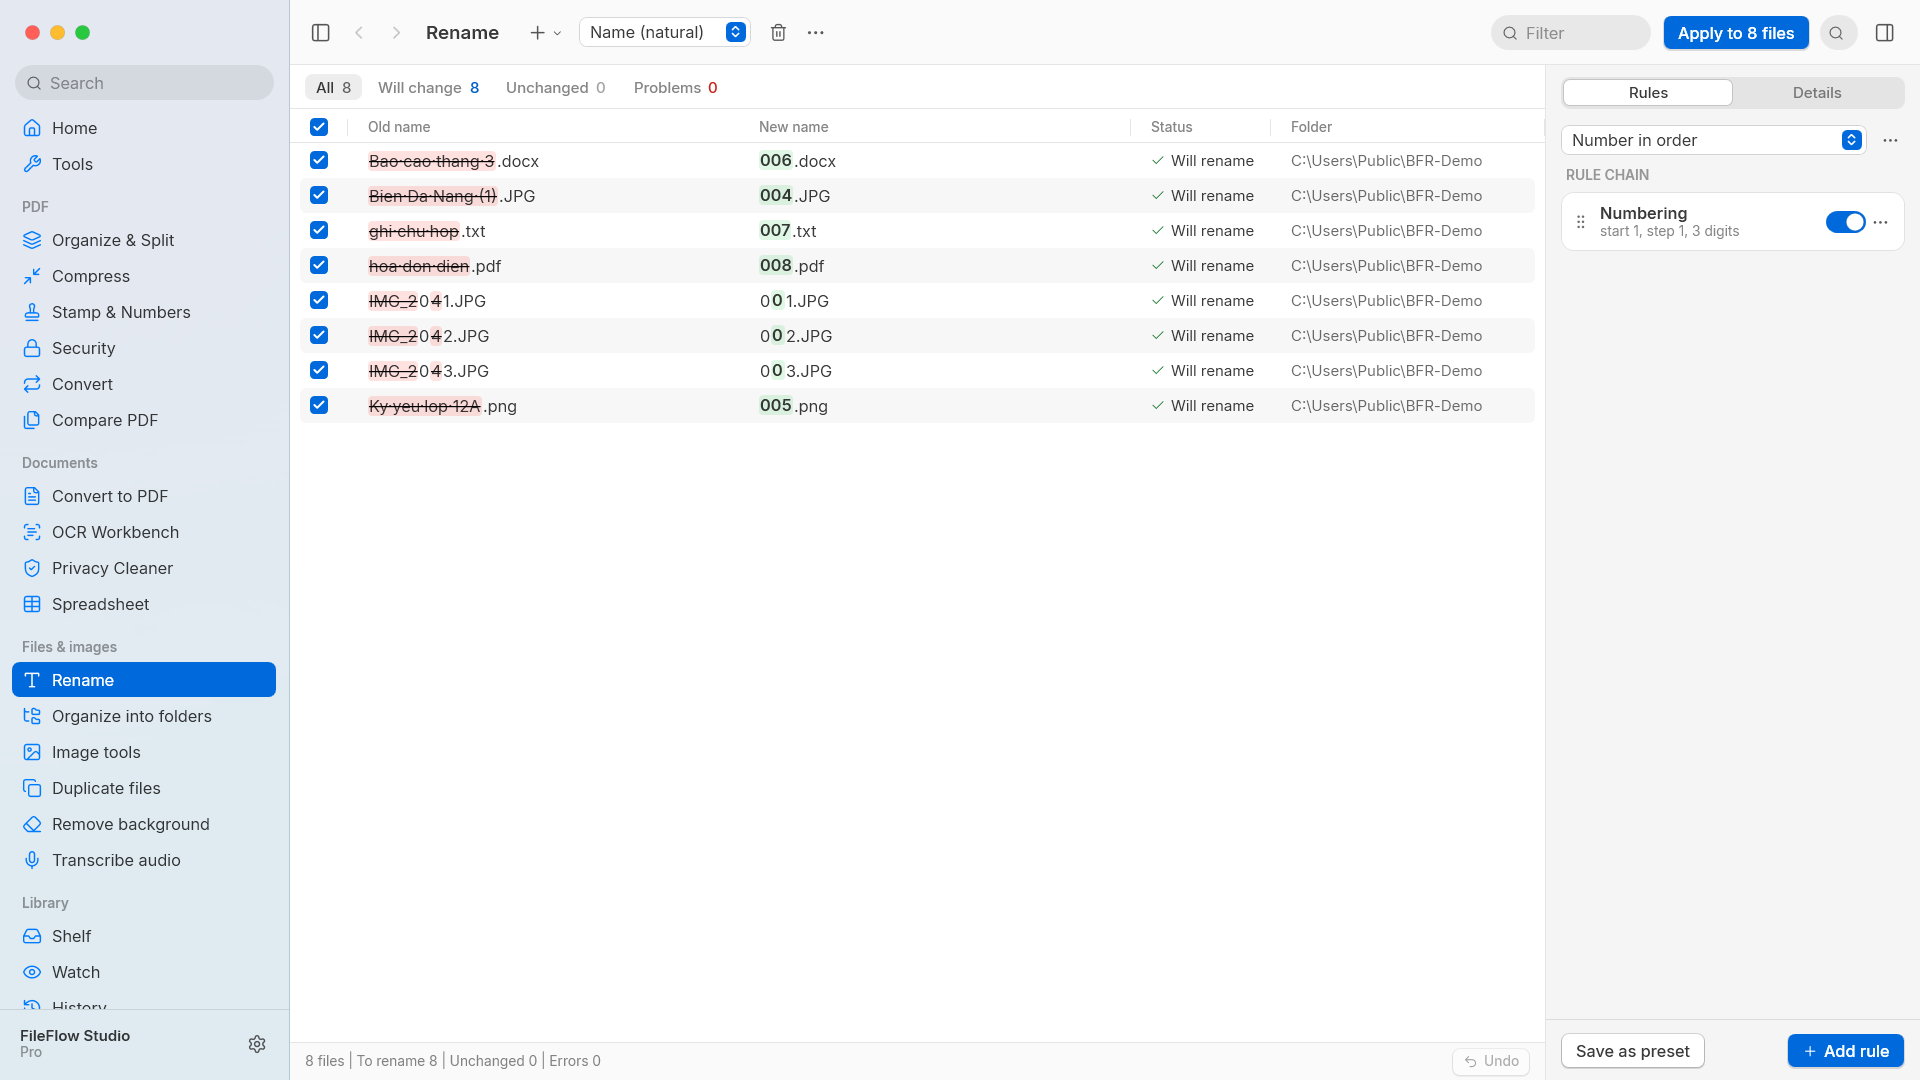 Search
Home
Tools
PDF
Organize & Split
Compress
Stamp & Numbers
Security
Convert
Compare PDF
Documents
Convert to PDF
OCR Workbench
Privacy Cleaner
Spreadsheet
Files & images
Rename
Organize into folders
Image tools
Duplicate files
Remove background
Transcribe audio
Library
Shelf
Watch
History
FileFlow Studio
Pro
Rename
Name (natural)
Filter
Apply to 8 files
All 8 Will change 8 Unchanged 0 Problems 0
Old name New name Status Folder
Bao·cao·thang·3.docx 006.docx Will rename C:\Users\Public\BFR-Demo
Bien·Da·Nang·(1).JPG 004.JPG Will rename C:\Users\Public\BFR-Demo
ghi·chu·hop.txt 007.txt Will rename C:\Users\Public\BFR-Demo
hoa·don·dien.pdf 008.pdf Will rename C:\Users\Public\BFR-Demo
IMG_2041.JPG 001.JPG Will rename C:\Users\Public\BFR-Demo
IMG_2042.JPG 002.JPG Will rename C:\Users\Public\BFR-Demo
IMG_2043.JPG 003.JPG Will rename C:\Users\Public\BFR-Demo
Ky·yeu·lop·12A.png 005.png Will rename C:\Users\Public\BFR-Demo
8 files | To rename 8 | Unchanged 0 | Errors 0
Undo
Rules Details
Number in order
RULE CHAIN
Numbering
start 1, step 1, 3 digits
Save as preset
Add rule